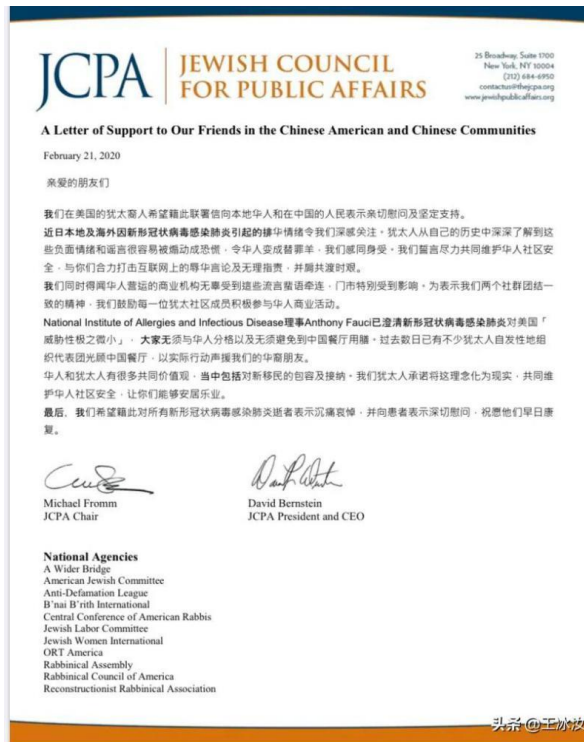 JCPA
JEWISH COUNCIL
FOR PUBLIC AFFAIRS
25 Broadway, Suite 1700
New York, NY 10004
(212) 684-6950
contactus@thejcpa.org
www.jewishpublicaffairs.org
A Letter of Support to Our Friends in the Chinese American and Chinese Communities
February 21, 2020
亲爱的朋友们
我们在美国的犹太裔人希望籍此联署信向本地华人和在中国的人民表示亲切慰问及坚定支持。
近日本地及海外因新形冠状病毒感染肺炎引起的排华情绪令我们深感关注。犹太人从自己的历史中深深了解到这
些负面情绪和谣言很容易被煽动成恐慌，令华人变成替罪羊，我们感同身受。我们誓言尽力共同维护华人社区安
全，与你们合力打击互联网上的辱华言论及无理指责，并肩共渡时艰。
我们同时得闻华人营运的商业机构无辜受到这些流言蜚语牵连，门市特别受到影响。为表示我们两个社群团结一
致的精神，我们鼓励每一位犹太社区成员积极参与华人商业活动。
National Institute of Allergies and Infectious Disease理事Anthony Fauci已澄清新形冠状病毒感染肺炎对美国「
威胁性极之微小」，大家无须与华人分格以及无须避免到中国餐厅用膳。过去数日已有不少犹太人自发性地组
织代表团光顾中国餐厅，以实际行动声援我们的华裔朋友。
华人和犹太人有很多共同价值观，当中包括对新移民的包容及接纳。我们犹太人承诺将这理念化为现实，共同维
护华人社区安全，让你们能够安居乐业。
最后，我们希望籍此对所有新形冠状病毒感染肺炎逝者表示沉痛哀悼，并向患者表示深切慰问，祝愿他们早日康
复。
Michael Fromm
JCPA Chair
David Bernstein
JCPA President and CEO
National Agencies
A Wider Bridge
American Jewish Committee
Anti-Defamation League
B'nai B'rith International
Central Conference of American Rabbis
Jewish Labor Committee
Jewish Women International
ORT America
Rabbinical Assembly
Rabbinical Council of America
Reconstructionist Rabbinical Association
头条 @王冰汝